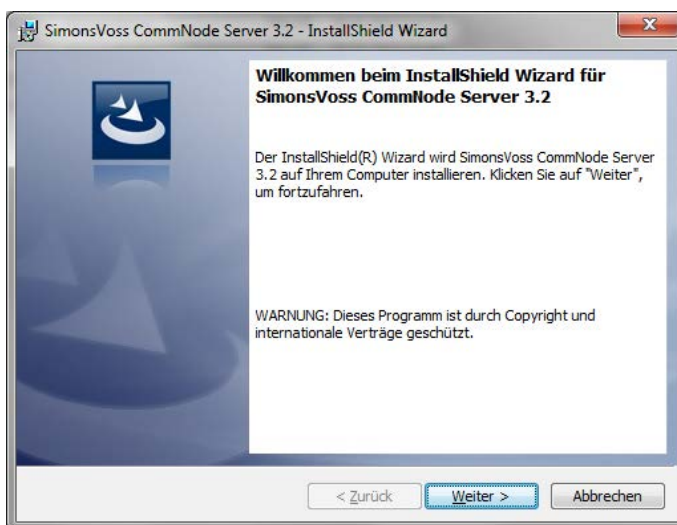 SimonsVoss CommNode Server 3.2 - InstallShield Wizard
Willkommen beim InstallShield Wizard für
SimonsVoss CommNode Server 3.2
Der InstallShield(R) Wizard wird SimonsVoss CommNode Server
3.2 auf Ihrem Computer installieren. Klicken Sie auf "Weiter",
um fortzufahren.
WARNUNG: Dieses Programm ist durch Copyright und
internationale Verträge geschützt.
< Zurück
Weiter >
Abbrechen